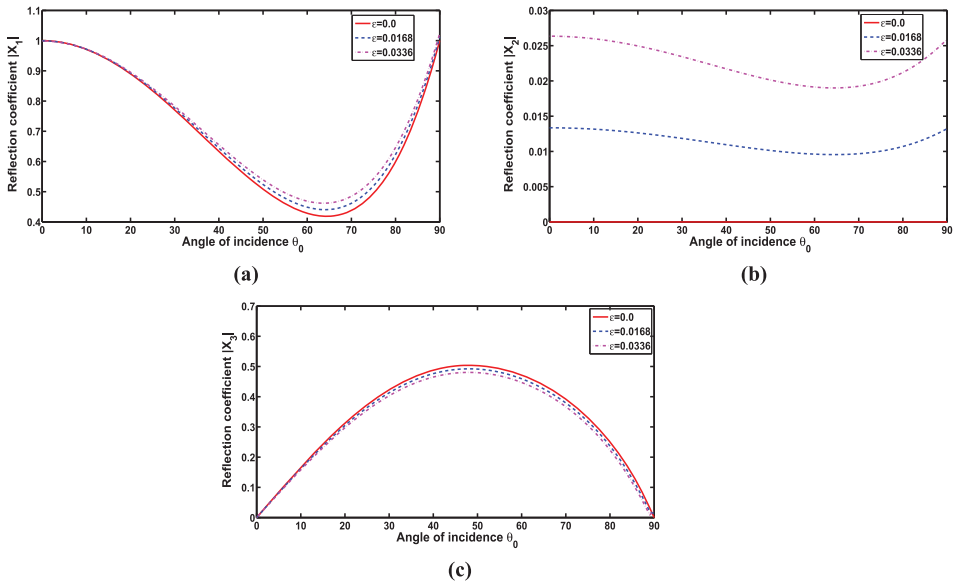 1.1
1
0.9
0.8
0.7
0.6
0.5
0.4
Reflection coefficient |X1|
ε=0.0
ε=0.0168
ε=0.0336
0 10 20 30 40 50 60 70 80 90
Angle of incidence θ0
(a)
0.03
0.025
0.02
0.015
0.01
0.005
0
Reflection coefficient |X2|
ε=0.0
ε=0.0168
ε=0.0336
0 10 20 30 40 50 60 70 80 90
Angle of incidence θ0
(b)
0.7
0.6
0.5
0.4
0.3
0.2
0.1
0
Reflection coefficient |X3|
ε=0.0
ε=0.0168
ε=0.0336
0 10 20 30 40 50 60 70 80 90
Angle of incidence θ0
(c)